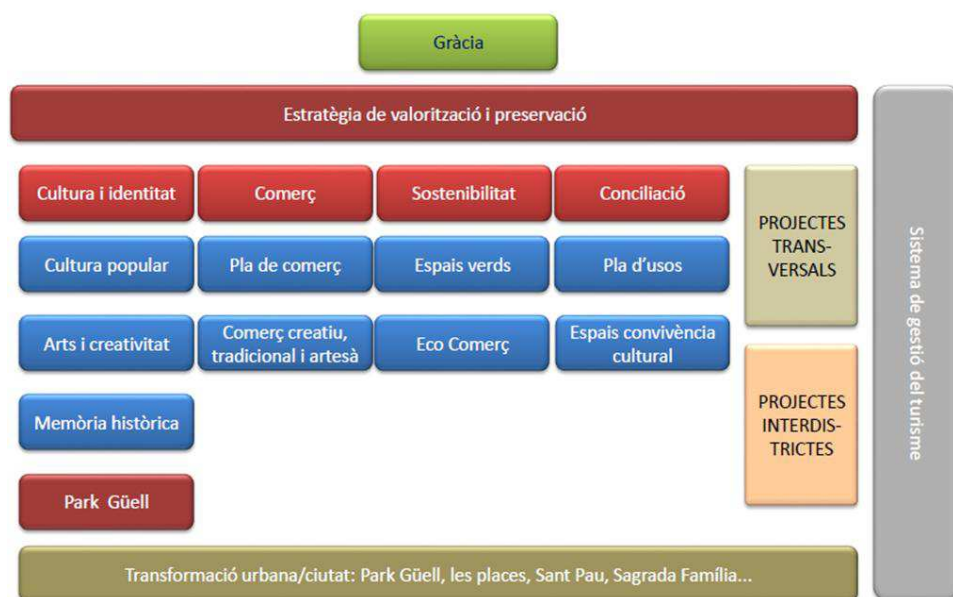 Gràcia
Estratègia de valorització i preservació
Cultura i identitat
Comerç
Sostenibilitat
Conciliació
Cultura popular
Pla de comerç
Espais verds
Pla d'usos
Arts i creativitat
Comerç creatiu,
tradicional i artesà
Eco Comerç
Espais convivència
cultural
Memòria històrica
Park Güell
PROJECTES
TRANS-
VERSALS
PROJECTES
INTERDIS-
TRICTES
Sistema de gestió del turisme
Transformació urbana/ciutat: Park Güell, les places, Sant Pau, Sagrada Família...